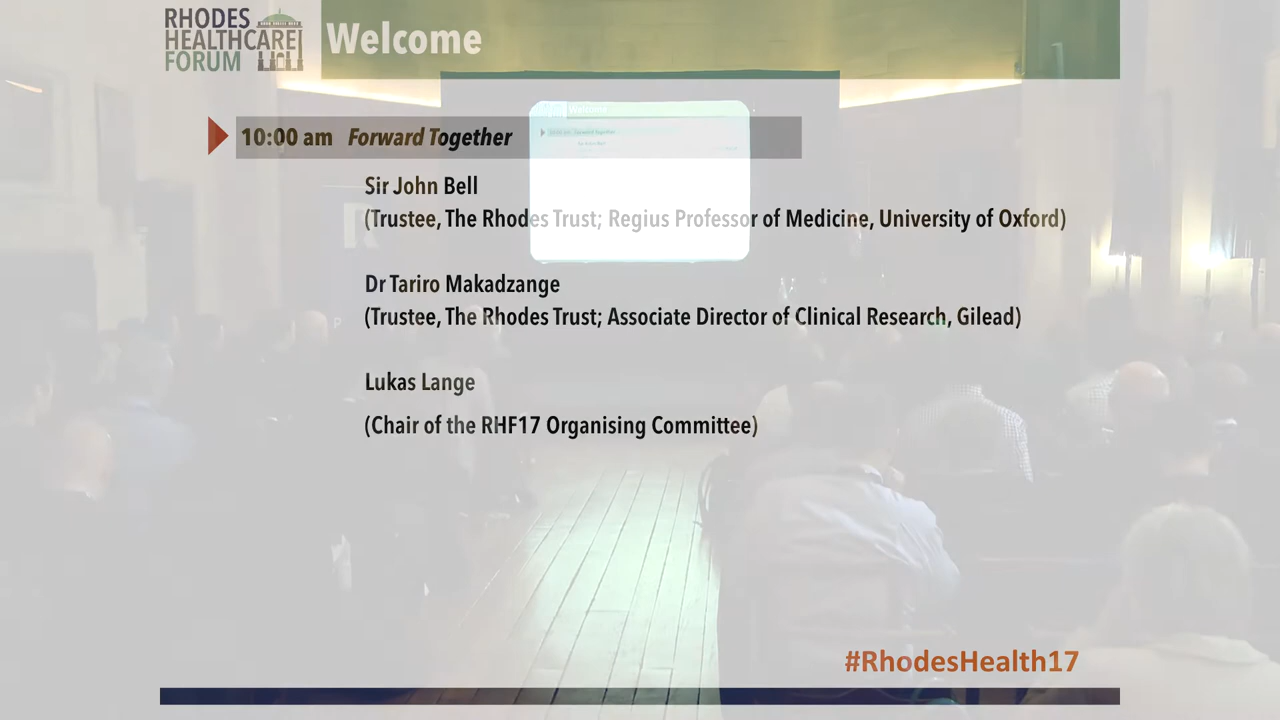 RHODES
HEALTHCARE
FORUM
Welcome
10:00 am Forward Together
Sir John Bell
(Trustee, The Rhodes Trust; Regius Professor of Medicine, University of Oxford)
Dr Tariro Makadzange
(Trustee, The Rhodes Trust; Associate Director of Clinical Research, Gilead)
Lukas Lange
(Chair of the RHF17 Organising Committee)
#RhodesHealth17